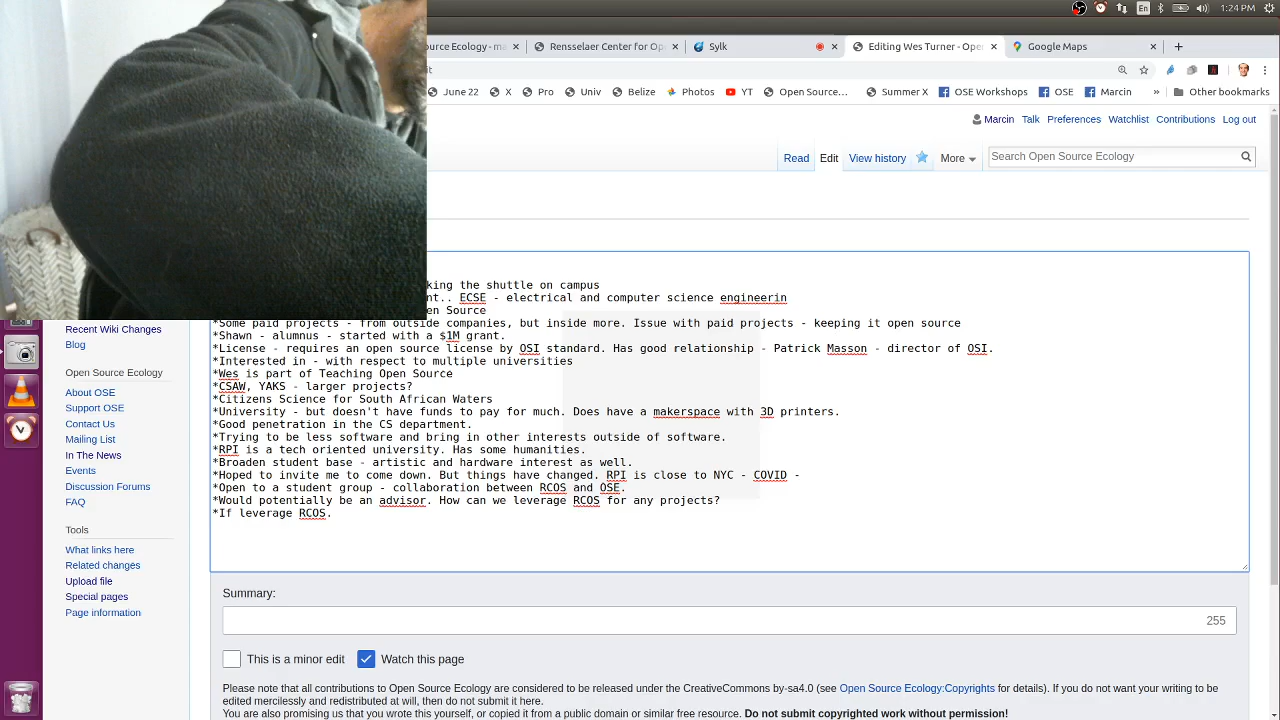 En
1:24 PM
source Ecology - ma
Rensselaer Center for Op
Sylk
Editing Wes Turner - Open
Google Maps
June 22
X
Pro
Univ
Belize
Photos
YT
Open Source…
Summer X
OSE Workshops
OSE
Marcin
»
Other bookmarks
Marcin
Talk
Preferences
Watchlist
Contributions
Log out
Read
Edit
View history
More
Search Open Source Ecology
king the shuttle on campus
nt.. ECSE - electrical and computer science engineerin
en Source
*Some paid projects - from outside companies, but inside more. Issue with paid projects - keeping it open source
*Shawn - alumnus - started with a $1M grant.
*License - requires an open source license by OSI standard. Has good relationship - Patrick Masson - director of OSI.
*Interested in - with respect to multiple universities
*Wes is part of Teaching Open Source
*CSAW, YAKS - larger projects?
*Citizens Science for South African Waters
*University - but doesn't have funds to pay for much. Does have a makerspace with 3D printers.
*Good penetration in the CS department.
*Trying to be less software and bring in other interests outside of software.
*RPI is a tech oriented university. Has some humanities.
*Broaden student base - artistic and hardware interest as well.
*Hoped to invite me to come down. But things have changed. RPI is close to NYC - COVID -
*Open to a student group - collaboration between RCOS and OSE.
*Would potentially be an advisor. How can we leverage RCOS for any projects?
*If leverage RCOS.
Recent Wiki Changes
Blog
Open Source Ecology
About OSE
Support OSE
Contact Us
Mailing List
In The News
Events
Discussion Forums
FAQ
Tools
What links here
Related changes
Upload file
Special pages
Page information
Summary:
255
This is a minor edit
Watch this page
Please note that all contributions to Open Source Ecology are considered to be released under the CreativeCommons by-sa4.0 (see Open Source Ecology:Copyrights for details). If you do not want your writing to be
edited mercilessly and redistributed at will, then do not submit it here.
You are also promising us that you wrote this yourself, or copied it from a public domain or similar free resource. Do not submit copyrighted work without permission!